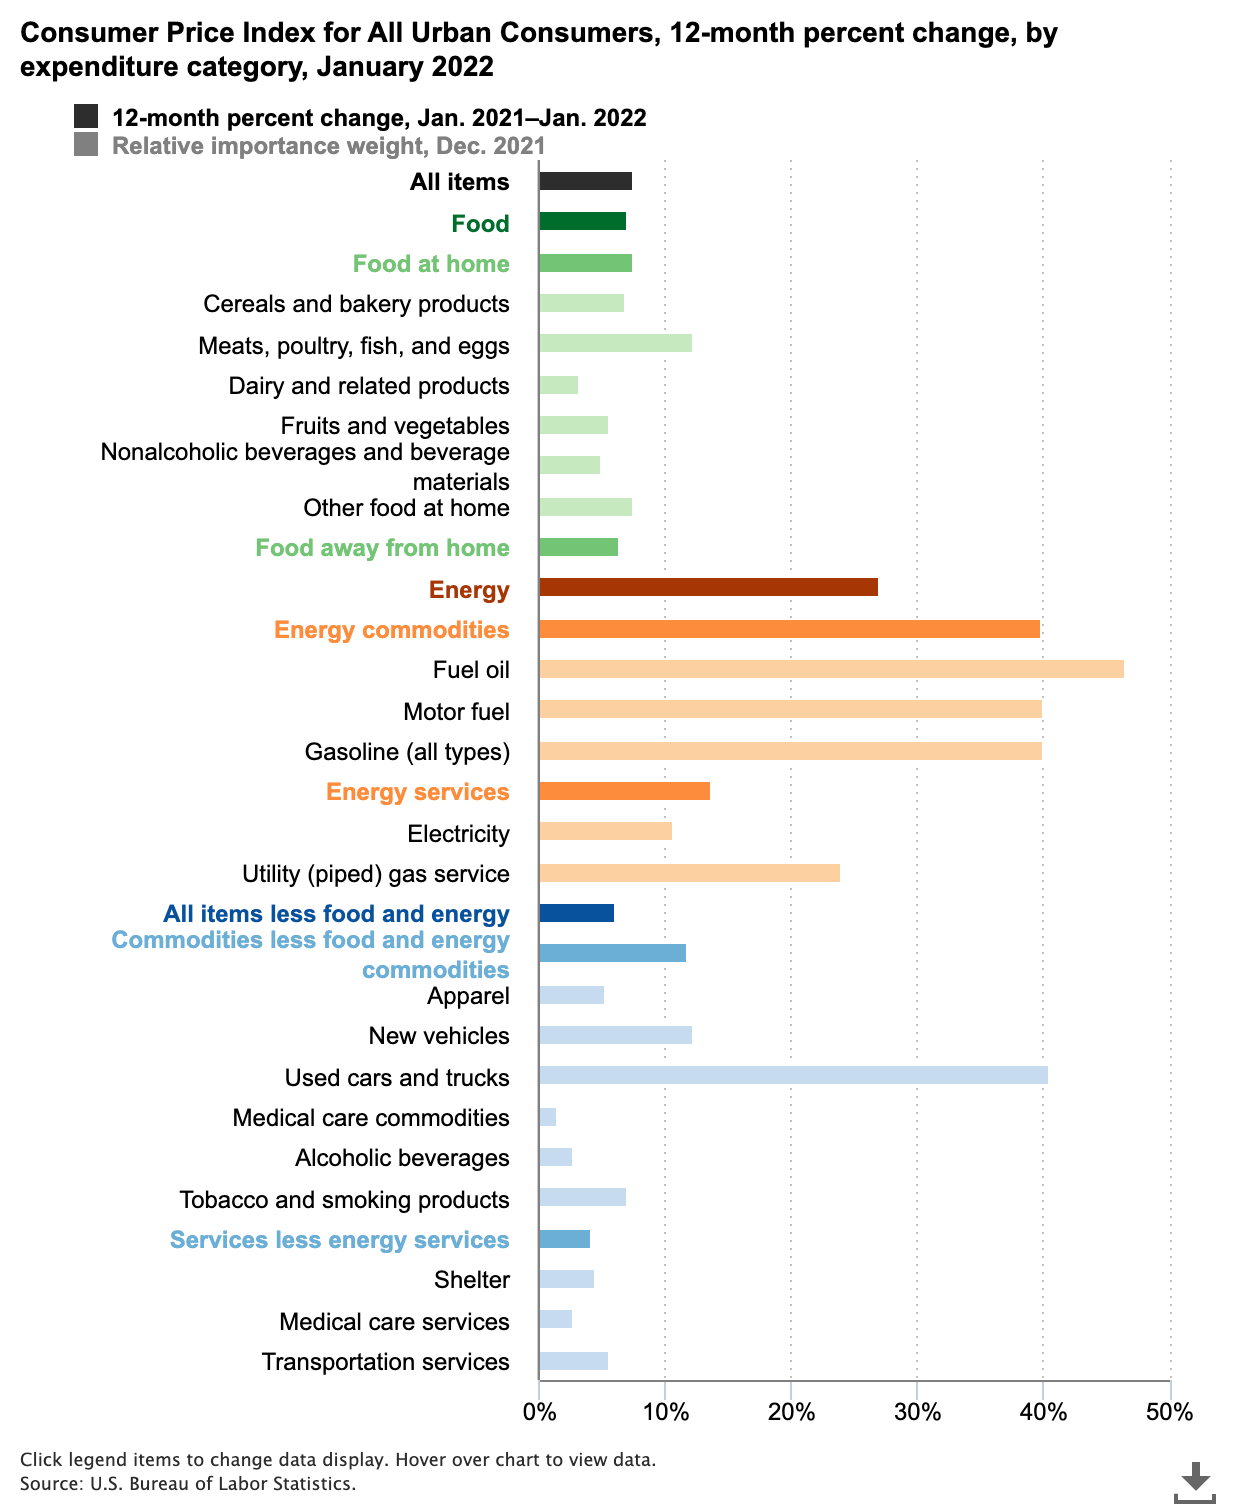 Consumer Price Index for All Urban Consumers, 12-month percent change, by
expenditure category, January 2022
12-month percent change, Jan. 2021–Jan. 2022
Relative importance weight, Dec. 2021
All items
Food
Food at home
Cereals and bakery products
Meats, poultry, fish, and eggs
Dairy and related products
Fruits and vegetables
Nonalcoholic beverages and beverage
materials
Other food at home
Food away from home
Energy
Energy commodities
Fuel oil
Motor fuel
Gasoline (all types)
Energy services
Electricity
Utility (piped) gas service
All items less food and energy
Commodities less food and energy
commodities
Apparel
New vehicles
Used cars and trucks
Medical care commodities
Alcoholic beverages
Tobacco and smoking products
Services less energy services
Shelter
Medical care services
Transportation services
0% 10% 20% 30% 40% 50%
Click legend items to change data display. Hover over chart to view data.
Source: U.S. Bureau of Labor Statistics.